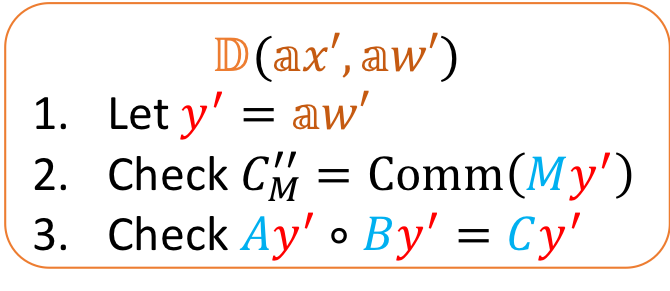 𝔻(𝕒x′, 𝕒w′)
1. Let y′ = 𝕒w′
2. Check C″_M = Comm(My′)
3. Check Ay′ ∘ By′ = Cy′